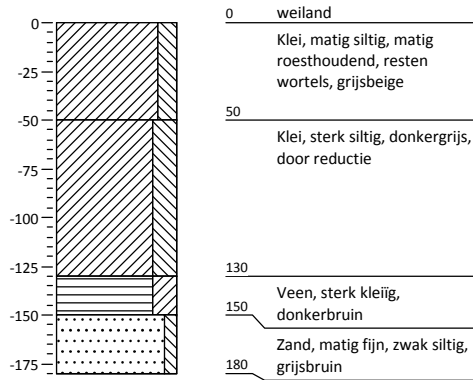 0
-25
-50
-75
-100
-125
-150
-175
0 weiland
Klei, matig siltig, matig
roesthoudend, resten
wortels, grijsbeige
50
Klei, sterk siltig, donkergrijs,
door reductie
130
Veen, sterk kleiïg,
donkerbruin
150
Zand, matig fijn, zwak siltig,
grijsbruin
180